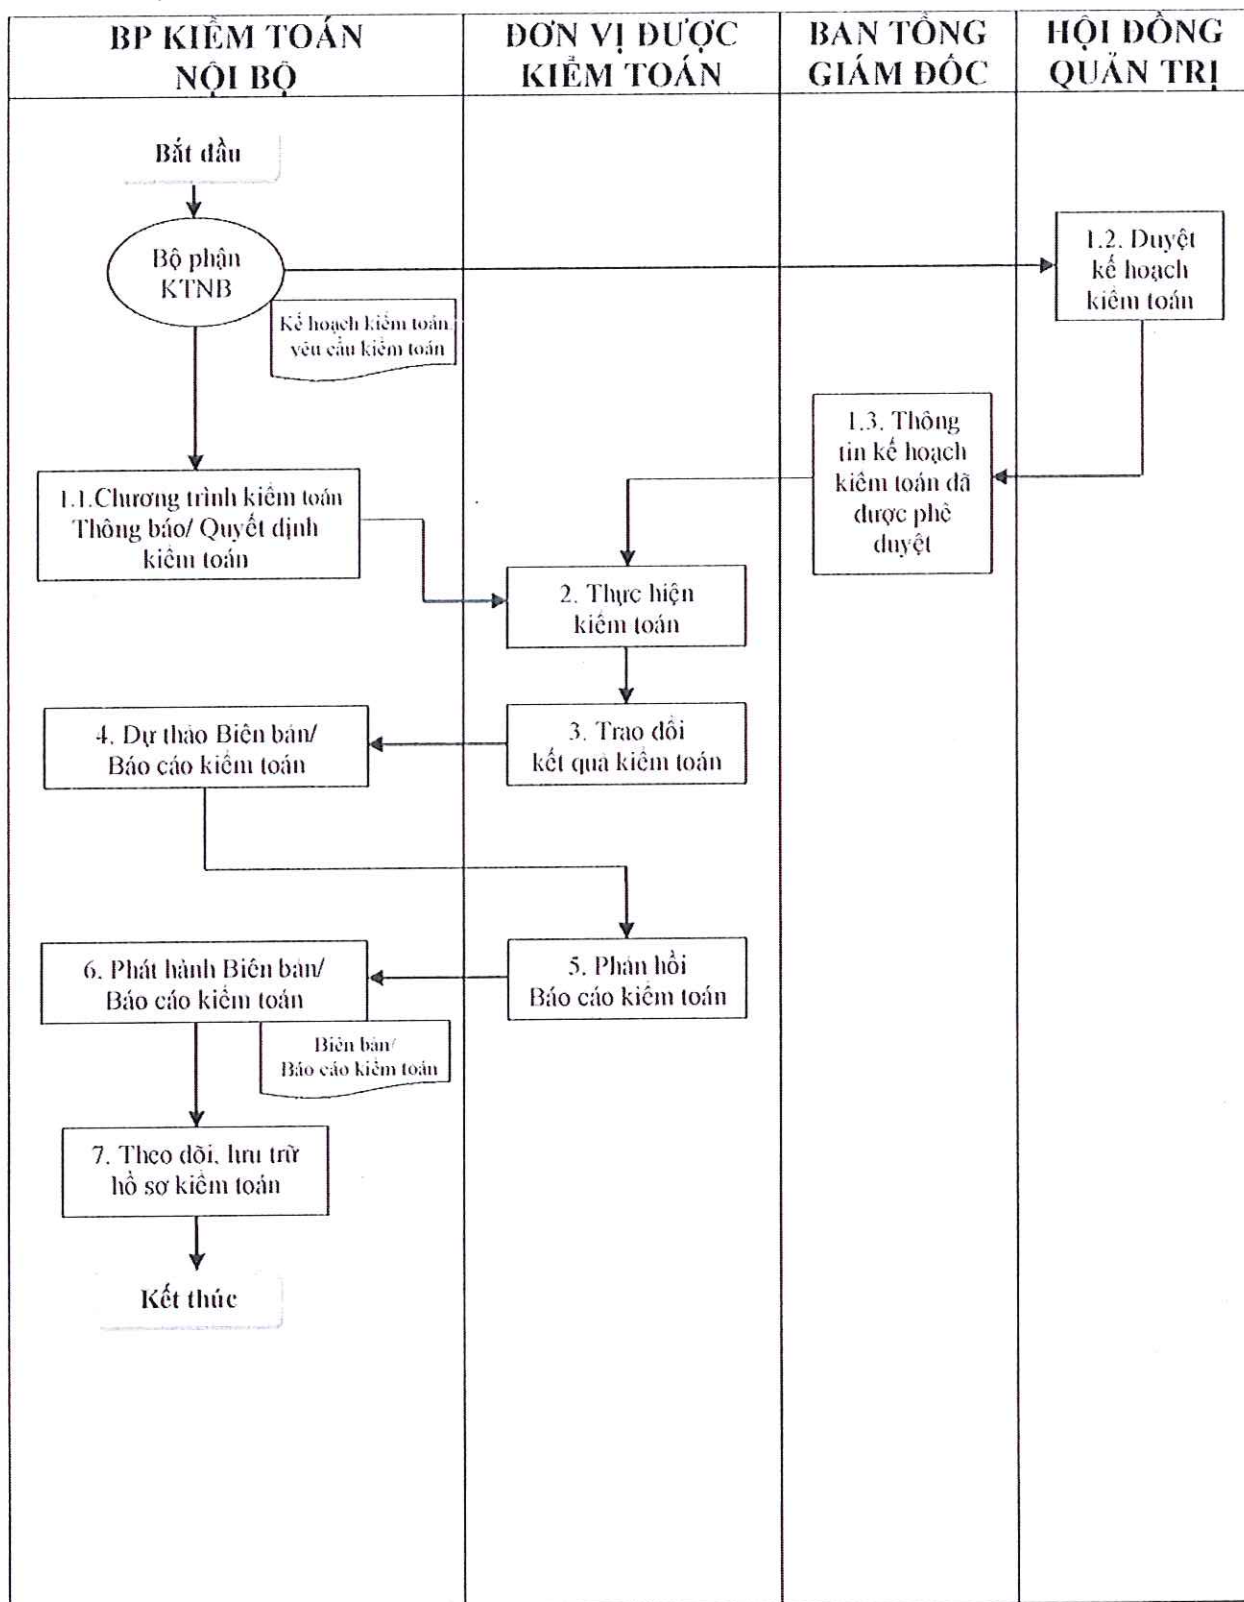 BP KIỂM TOÁN
NỘI BỘ
ĐƠN VỊ ĐƯỢC
KIỂM TOÁN
BAN TỔNG
GIÁM ĐỐC
HỘI ĐỒNG
QUẢN TRỊ
Bắt đầu
Bộ phận
KTNB
Kế hoạch kiểm toán,
yêu cầu kiểm toán
1.2. Duyệt
kế hoạch
kiểm toán
1.3. Thông
tin kế hoạch
kiểm toán đã
được phê
duyệt
1.1.Chương trình kiểm toán
Thông báo/ Quyết định
kiểm toán
2. Thực hiện
kiểm toán
3. Trao đổi
kết quả kiểm toán
4. Dự thảo Biên bản/
Báo cáo kiểm toán
5. Phản hồi
Báo cáo kiểm toán
6. Phát hành Biên bản/
Báo cáo kiểm toán
Biên bản/
Báo cáo kiểm toán
7. Theo dõi, lưu trữ
hồ sơ kiểm toán
Kết thúc